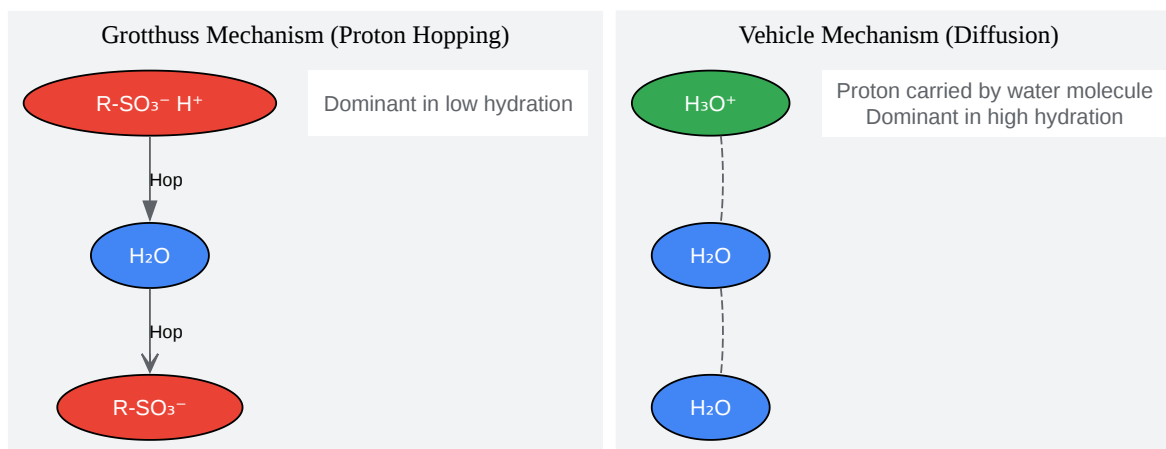 Grotthuss Mechanism (Proton Hopping)
R-SO₃⁻ H⁺
Dominant in low hydration
Hop
H₂O
Hop
R-SO₃⁻
Vehicle Mechanism (Diffusion)
H₃O⁺
Proton carried by water molecule
Dominant in high hydration
H₂O
H₂O